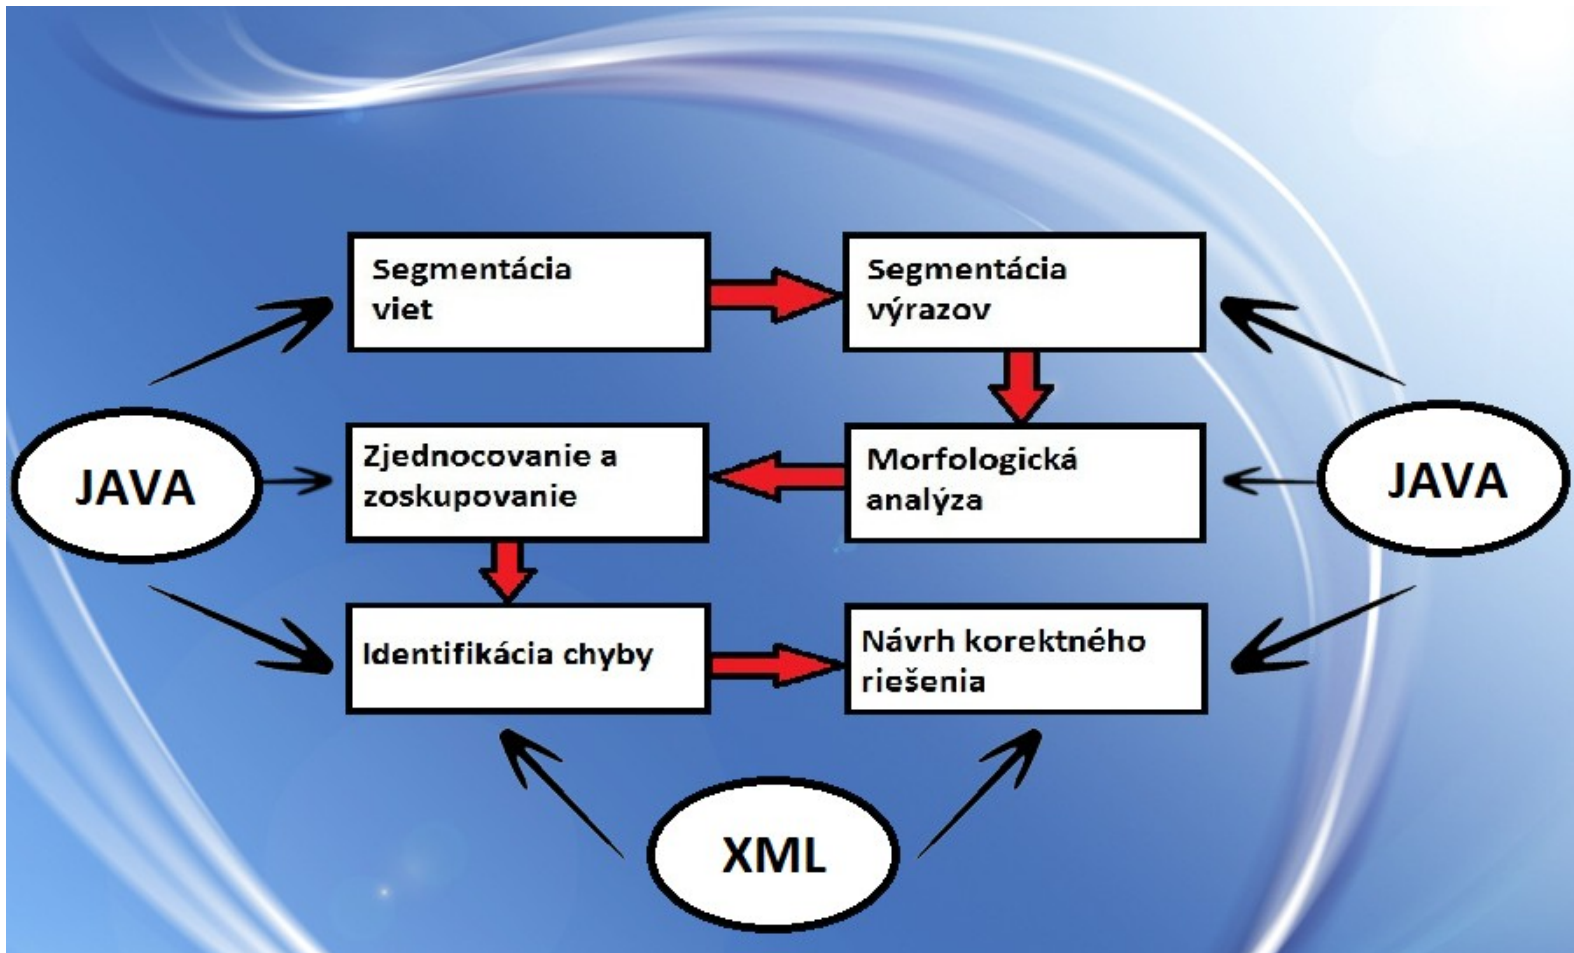 Segmentácia
viet
Segmentácia
výrazov
JAVA
Zjednocovanie a
zoskupovanie
Morfologická
analýza
JAVA
Identifikácia chyby
Návrh korektného
riešenia
XML